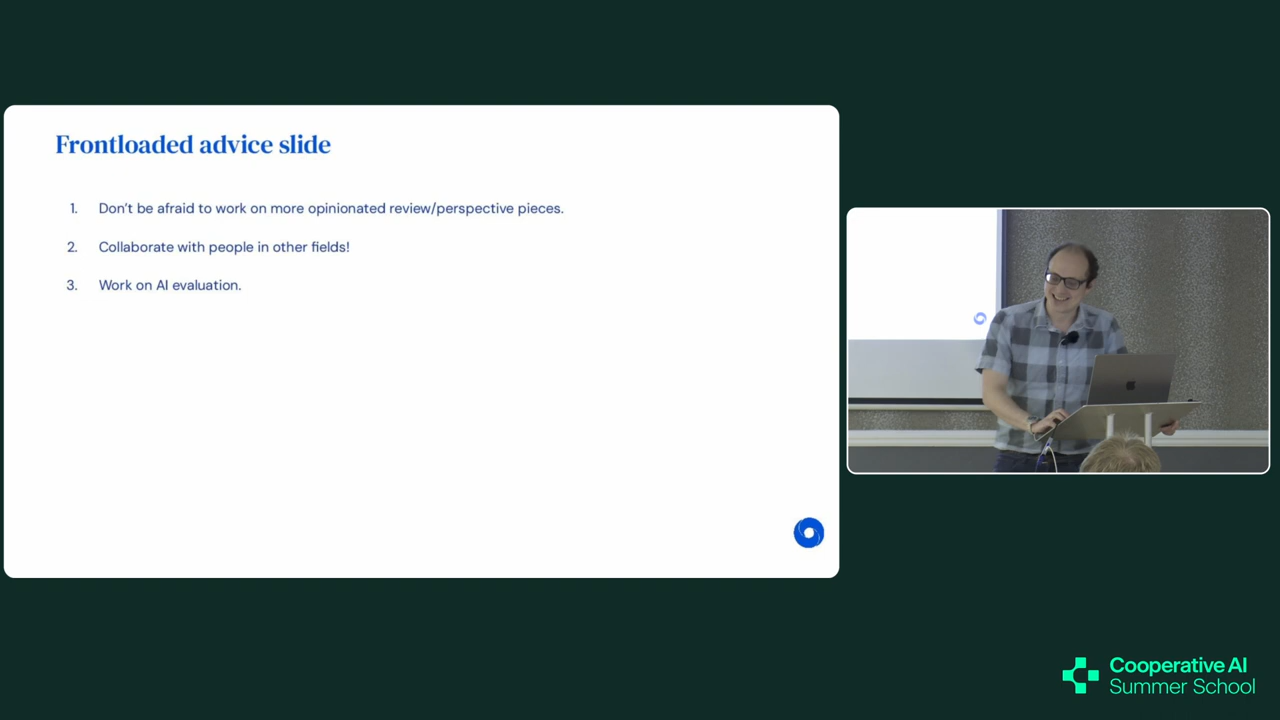 Frontloaded advice slide
1. Don't be afraid to work on more opinionated review/perspective pieces.
2. Collaborate with people in other fields!
3. Work on AI evaluation.
Cooperative AI
Summer School